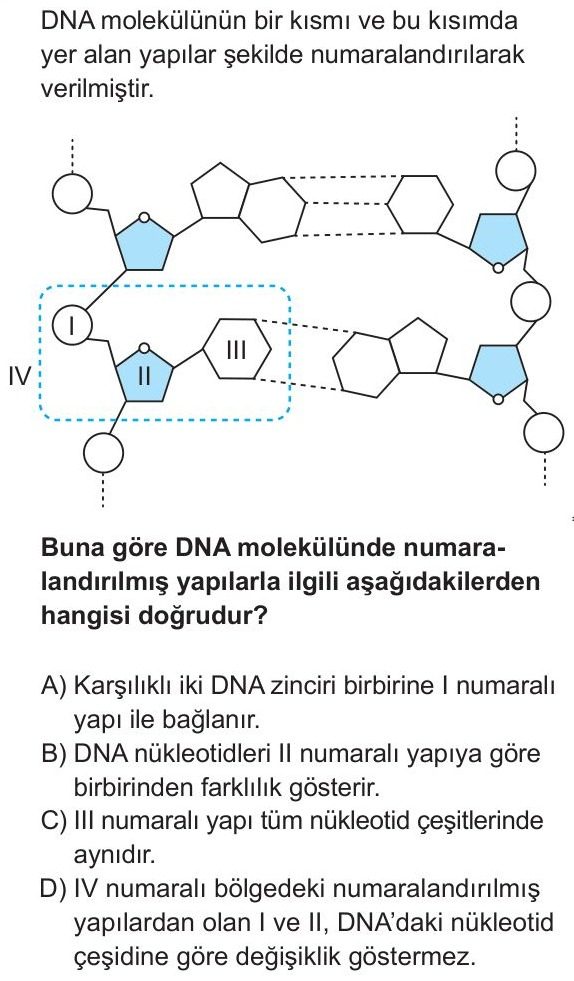 DNA molekülünün bir kısmı ve bu kısımda
yer alan yapılar şekilde numaralandırılarak
verilmiştir.
I
III
IV
II
Buna göre DNA molekülünde numara-
landırılmış yapılarla ilgili aşağıdakilerden
hangisi doğrudur?
A) Karşılıklı iki DNA zinciri birbirine I numaralı
yapı ile bağlanır.
B) DNA nükleotidleri II numaralı yapıya göre
birbirinden farklılık gösterir.
C) III numaralı yapı tüm nükleotid çeşitlerinde
aynıdır.
D) IV numaralı bölgedeki numaralandırılmış
yapılardan olan I ve II, DNA'daki nükleotid
çeşidine göre değişiklik göstermez.